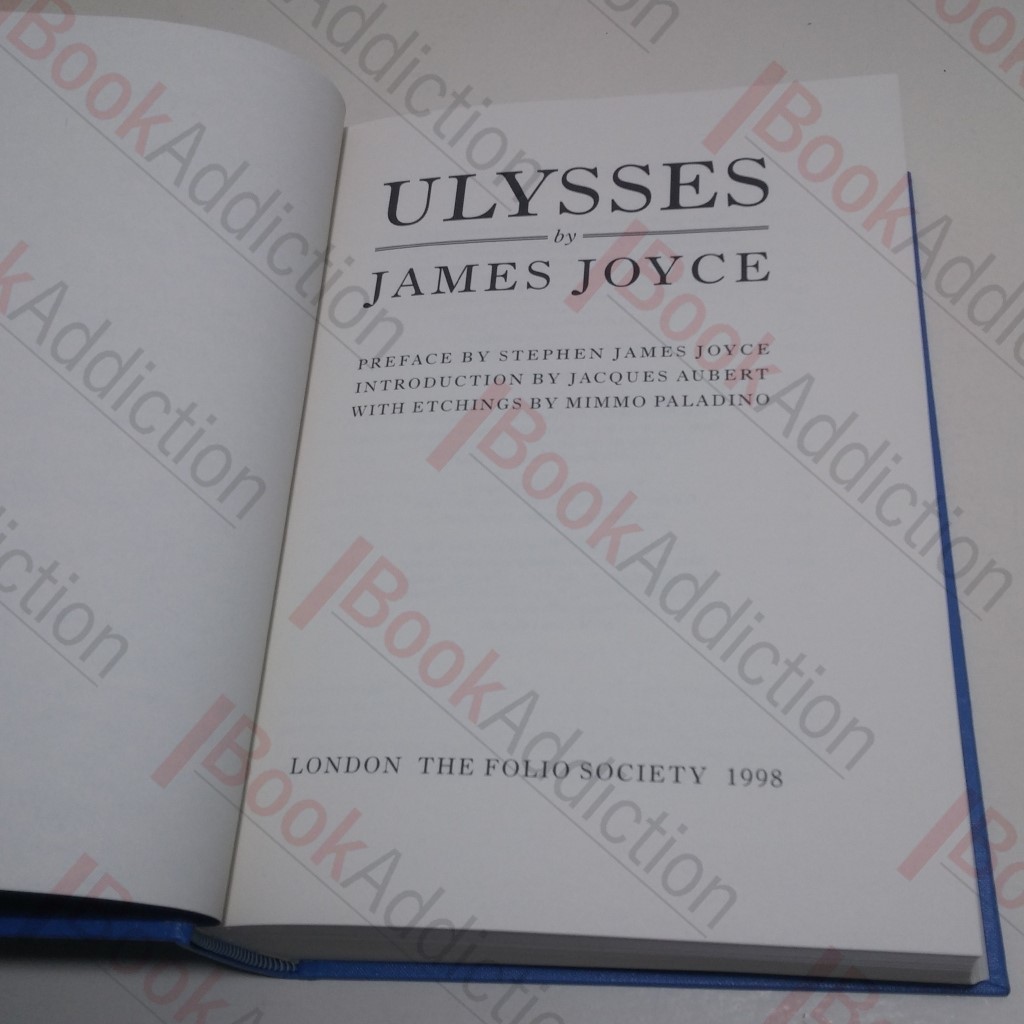 ULYSSES
by
JAMES JOYCE
PREFACE BY STEPHEN JAMES JOYCE
INTRODUCTION BY JACQUES AUBERT
WITH ETCHINGS BY MIMMO PALADINO
LONDON THE FOLIO SOCIETY 1998
BookAddiction